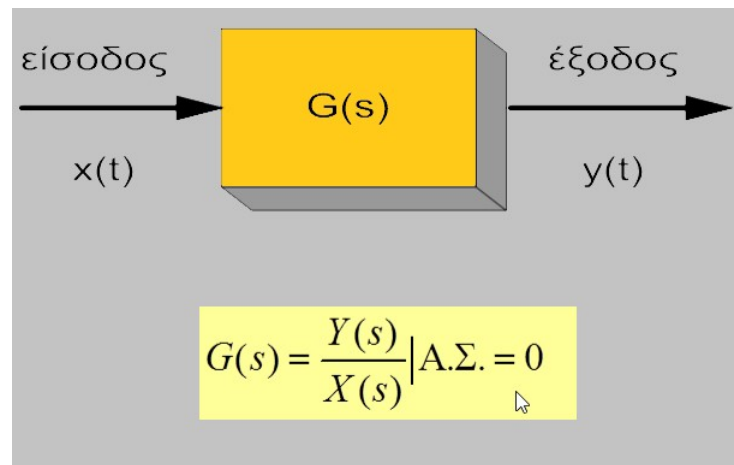 είσοδος
έξοδος
G(s)
x(t)
y(t)
G(s) = Y(s)/X(s) | Α.Σ. = 0